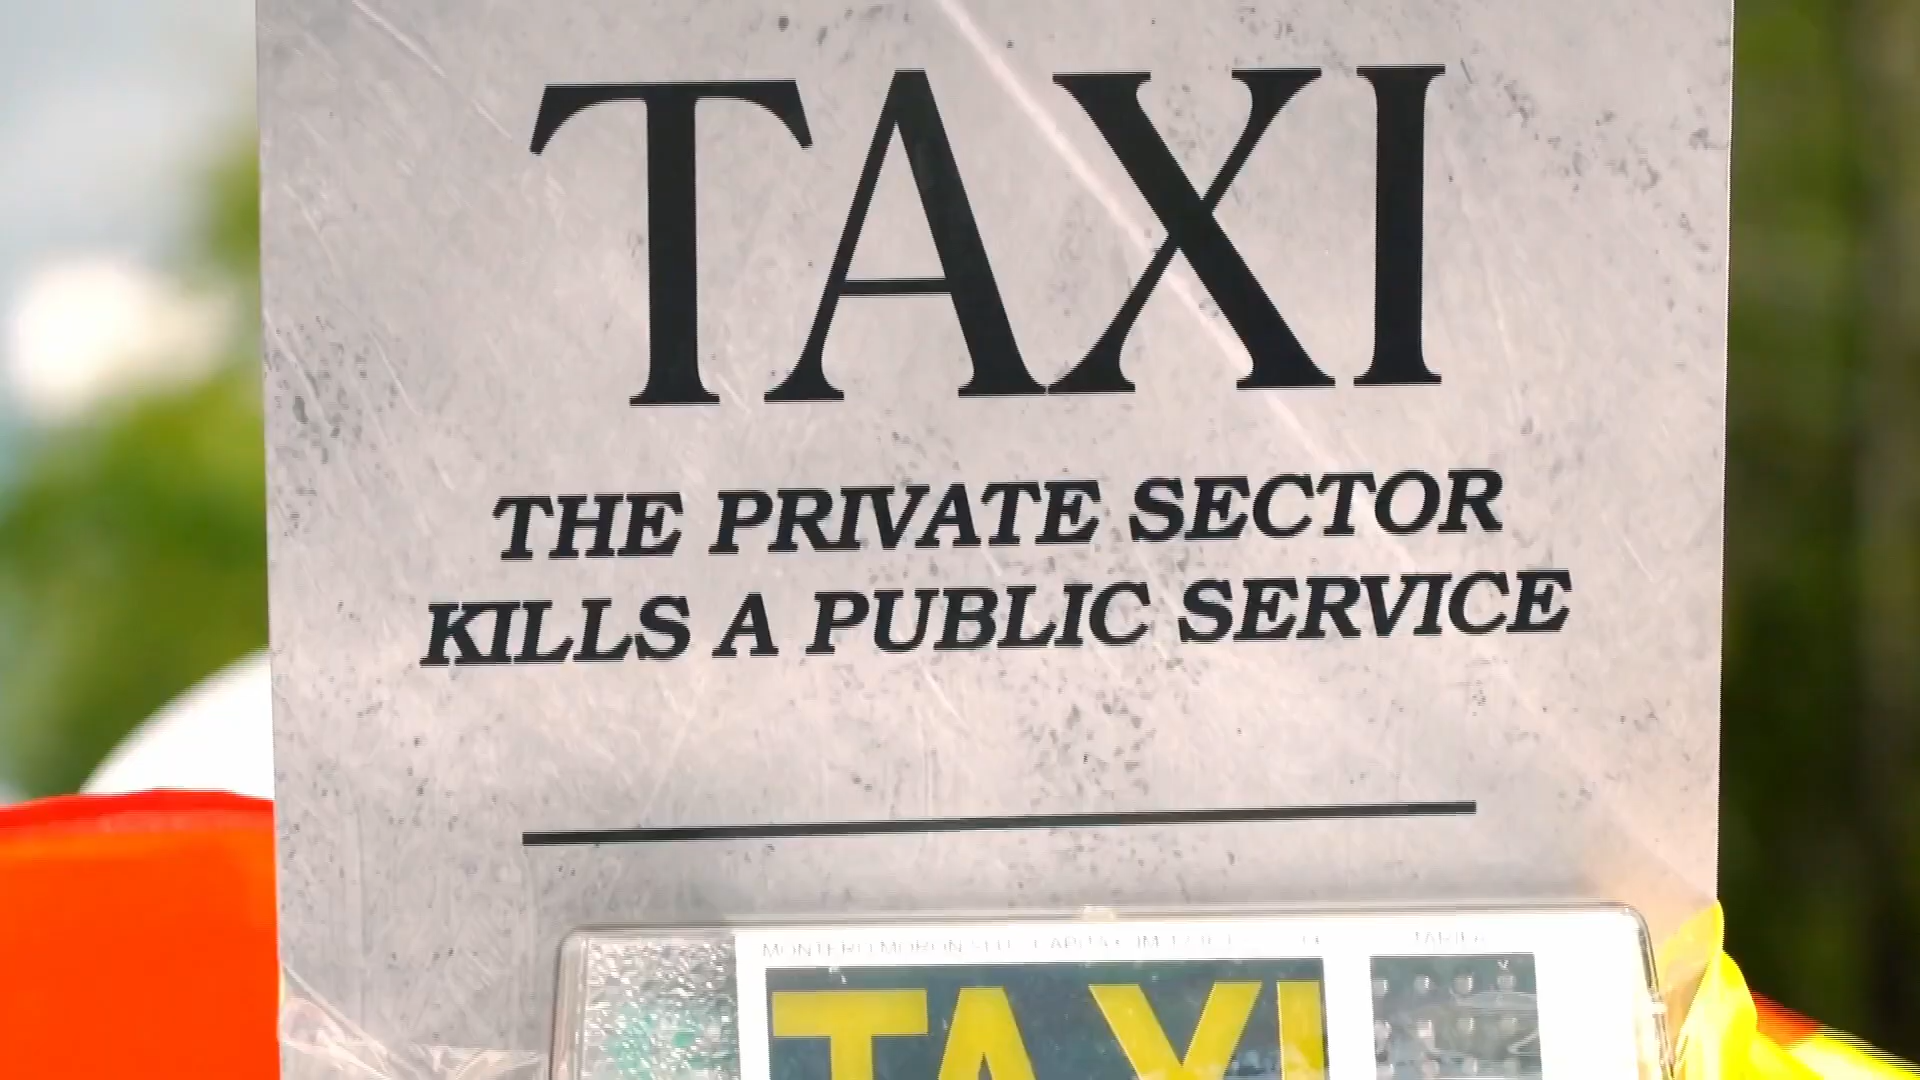 TAXI
THE PRIVATE SECTOR
KILLS A PUBLIC SERVICE
TAXI